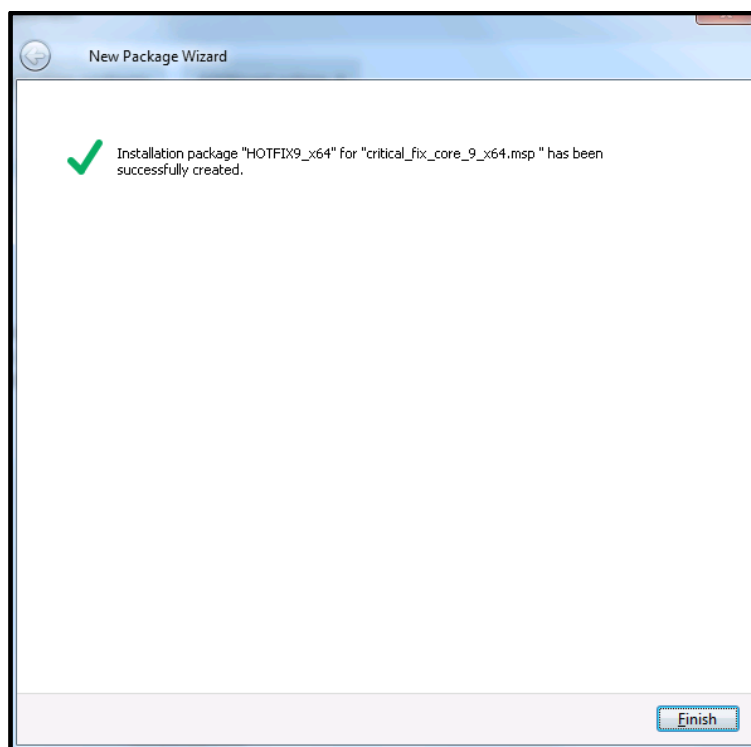 New Package Wizard
Installation package "HOTFIX9_x64" for "critical_fix_core_9_x64.msp " has been
successfully created.
Finish